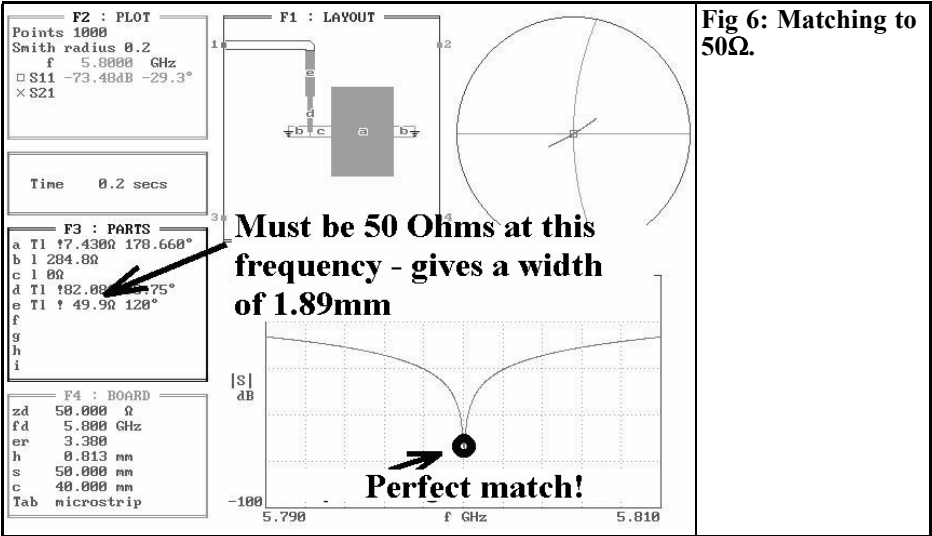 F2 : PLOT
Points 1000
Smith radius 0.2
f 5.8000 GHz
□ S11 -73.48dB -29.3°
× S21
Time 0.2 secs
F3 : PARTS
a Tl !7.430Ω 178.660°
b l 284.8Ω
c l 0Ω
d Tl !82.08 .75°
e Tl ! 49.9Ω 120°
f
g
h
i
F4 : BOARD
zd 50.000 Ω
fd 5.800 GHz
er 3.380
h 0.813 mm
s 50.000 mm
c 40.000 mm
Tab microstrip
F1 : LAYOUT
1
2
e
d
b c a b
3
4
Must be 50 Ohms at this
frequency - gives a width
of 1.89mm
|S|
dB
Perfect match!
-100
5.790 f GHz 5.810
Fig 6: Matching to
50Ω.